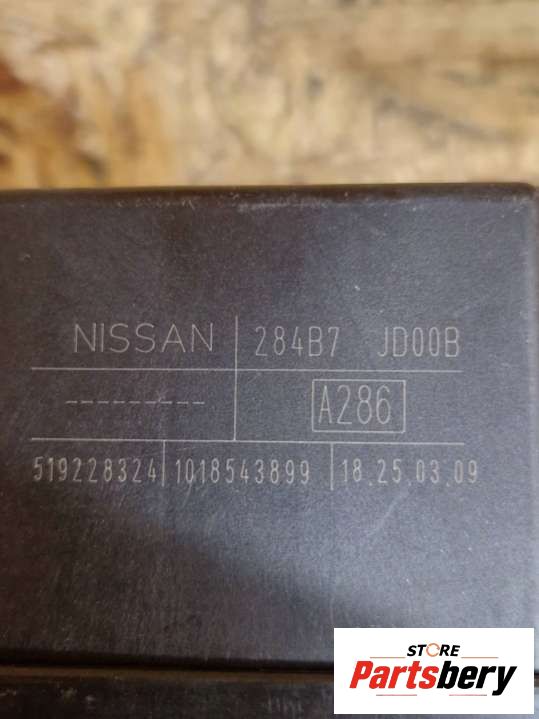 NISSAN 284B7 JD00B
--------- A286
519228324 1018543899 18.25.03.09
STORE
Partsbery